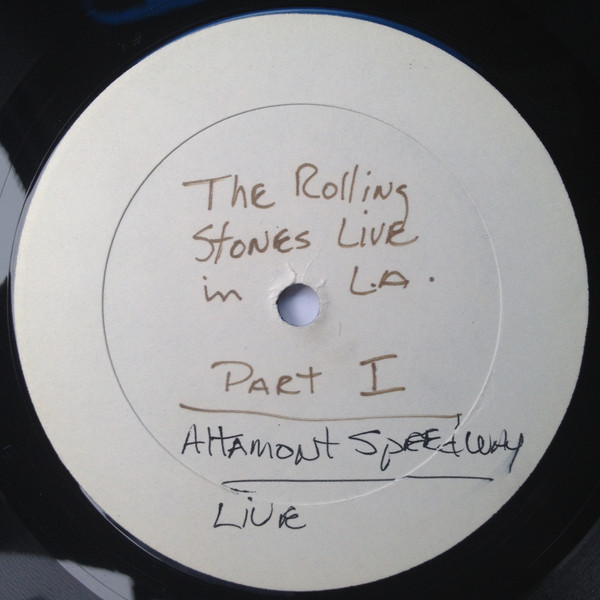 The Rolling
Stones Live
in L.A.
Part I
Altamont Speedway
Live